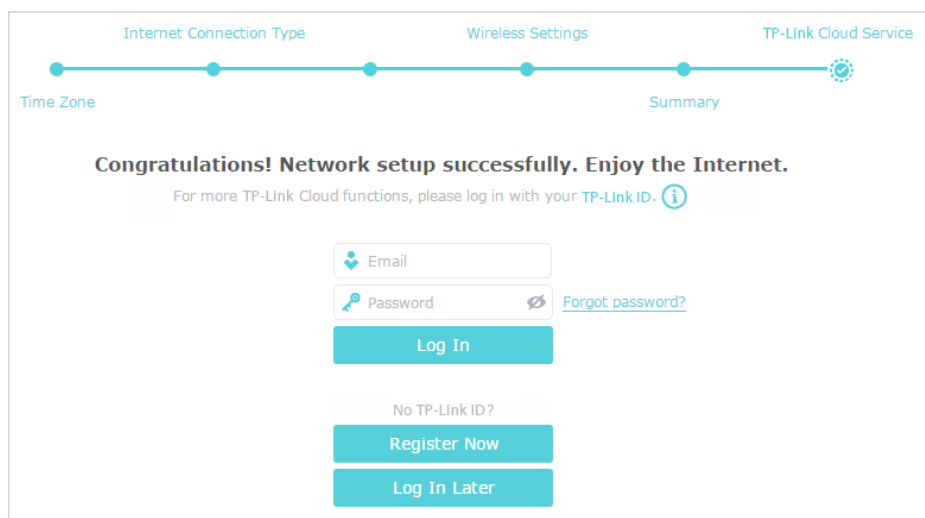 Internet Connection Type Wireless Settings TP-Link Cloud Service
Time Zone Summary
Congratulations! Network setup successfully. Enjoy the Internet.
For more TP-Link Cloud functions, please log in with your TP-Link ID. i
Email
Password Forgot password?
Log In
No TP-Link ID?
Register Now
Log In Later